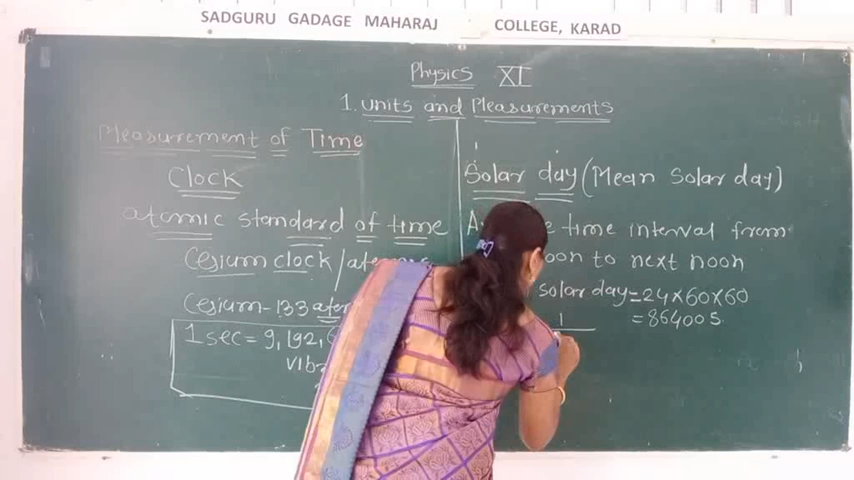 SADGURU GADAGE MAHARAJ COLLEGE, KARAD
Physics XI
1. Units and Measurements
Measurement of Time
Clock
atomic standard of time
Cesium clock/
Cesium-133
1 sec = 9,192,
Solar day (Mean Solar day)
time interval from
noon to next noon
solar day = 24×60×60
= 86400 S.
1